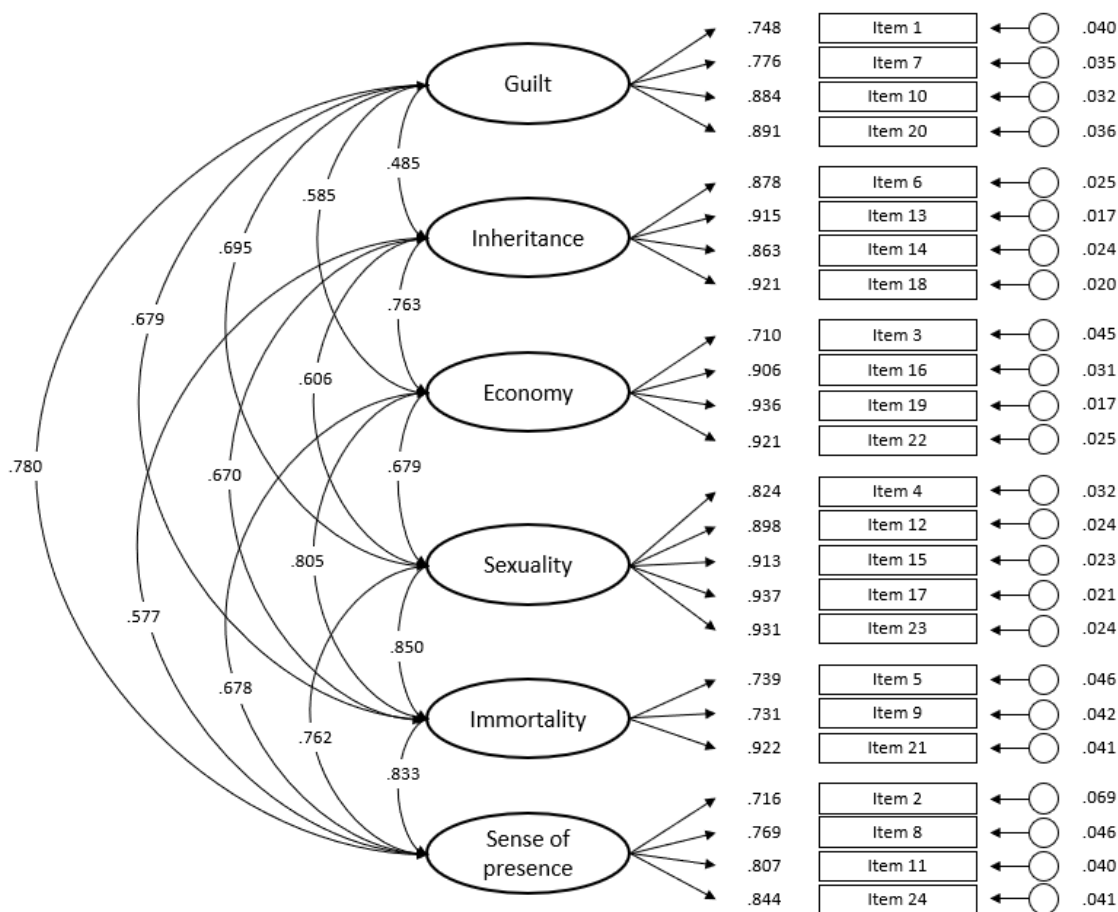 .748 Item 1 .040
.776 Item 7 .035
Guilt
.884 Item 10 .032
.891 Item 20 .036
.485
.585
.878 Item 6 .025
.915 Item 13 .017
Inheritance
.695
.863 Item 14 .024
.921 Item 18 .020
.763
.679
.710 Item 3 .045
.906 Item 16 .031
.606
Economy
.936 Item 19 .017
.921 Item 22 .025
.780
.679
.670
.824 Item 4 .032
.898 Item 12 .024
.805
Sexuality
.913 Item 15 .023
.937 Item 17 .021
.577
.931 Item 23 .024
.850
.739 Item 5 .046
.678
.731 Item 9 .042
Immortality
.762
.922 Item 21 .041
.833
.716 Item 2 .069
.769 Item 8 .046
Sense of
presence
.807 Item 11 .040
.844 Item 24 .041